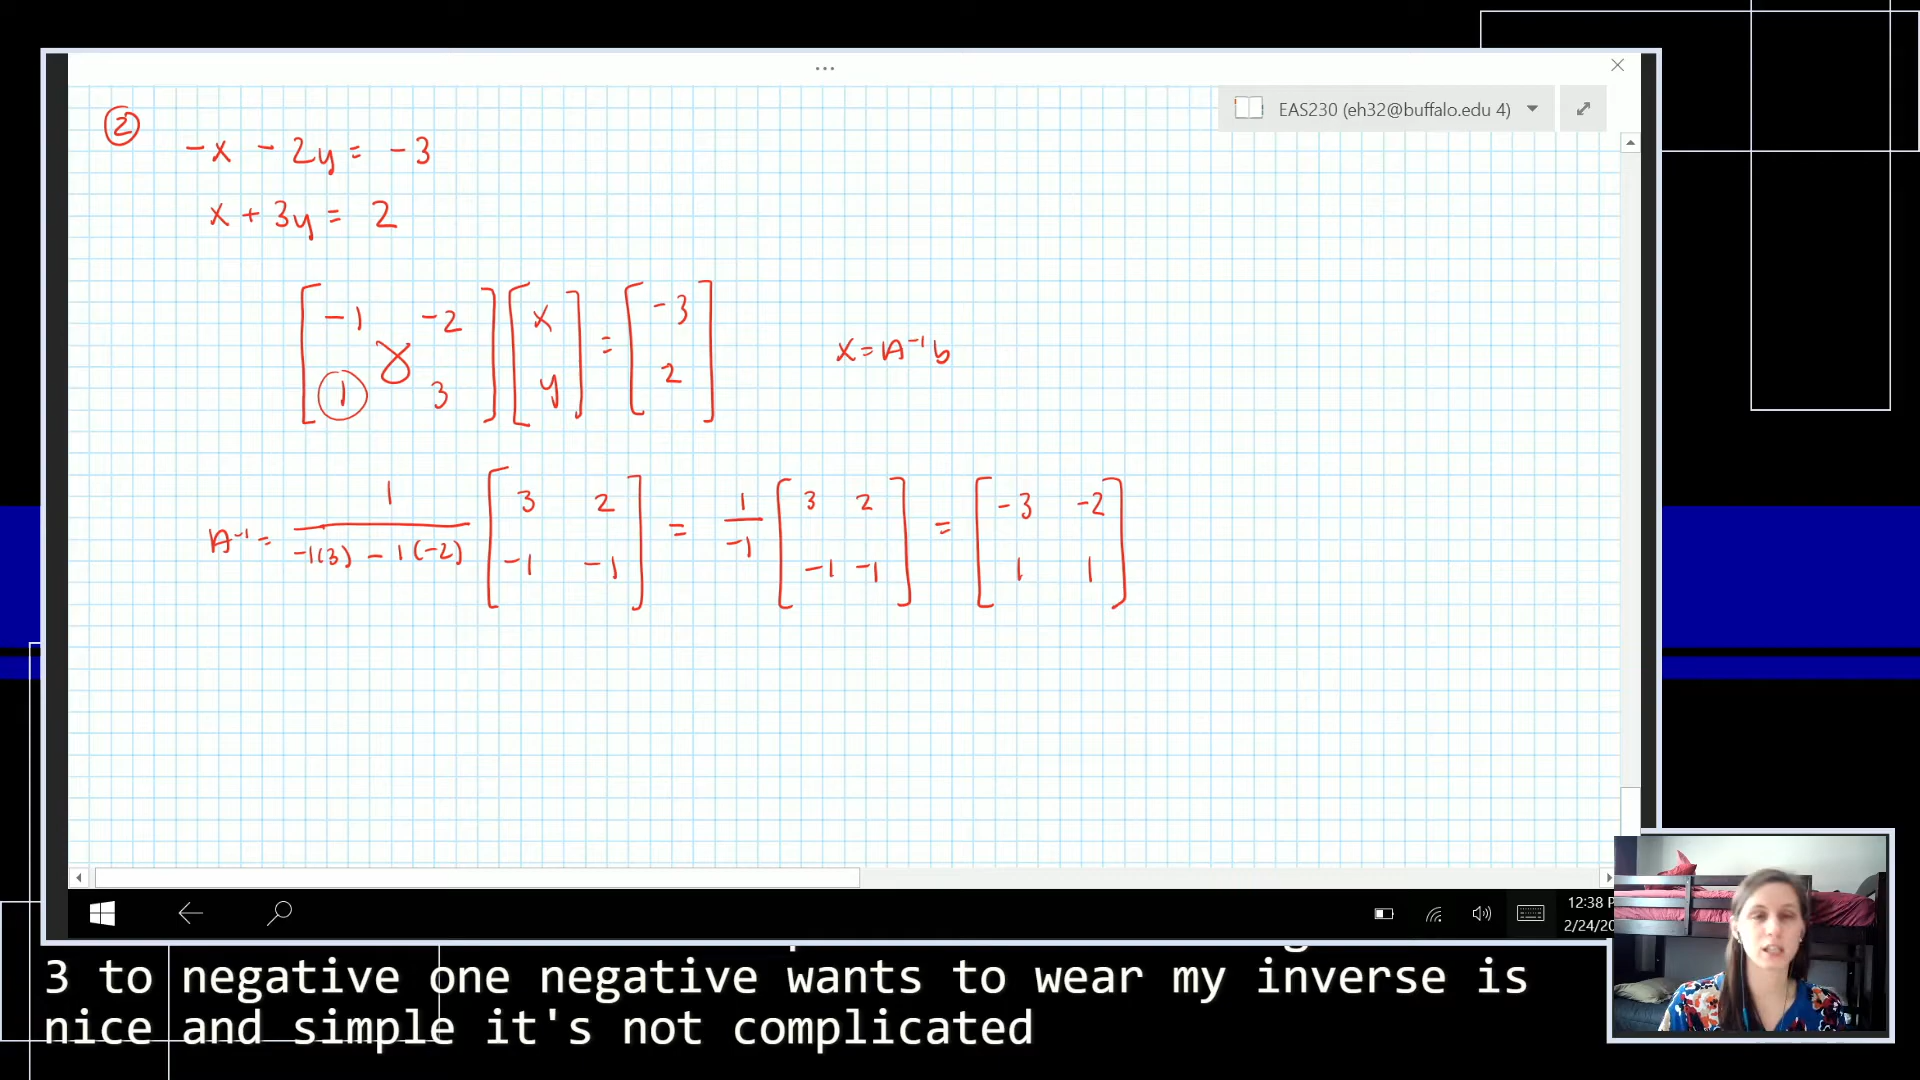 ...
EAS230 (eh32@buffalo.edu 4)
②
-x - 2y = -3
x + 3y = 2
[-1 -2] [x] = [-3]
[1 3] [y] [2]
x = A⁻¹b
A⁻¹ = 1/(-1(3) - 1(-2)) [3 2] = 1/-1 [3 2] = [-3 -2]
[-1 -1] [-1 -1] [1 1]
12:38 P
2/24/20
3 to negative one negative wants to wear my inverse is
nice and simple it's not complicated